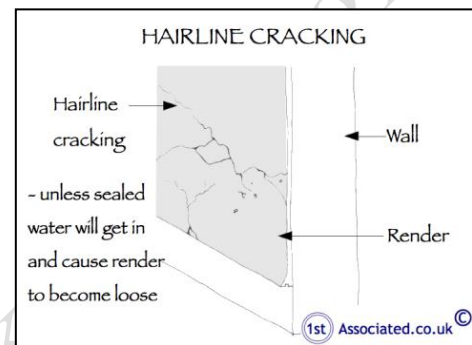 HAIRLINE CRACKING
Hairline
cracking
- unless sealed
water will get in
and cause render
to become loose
Wall
Render
1st Associated.co.uk ©